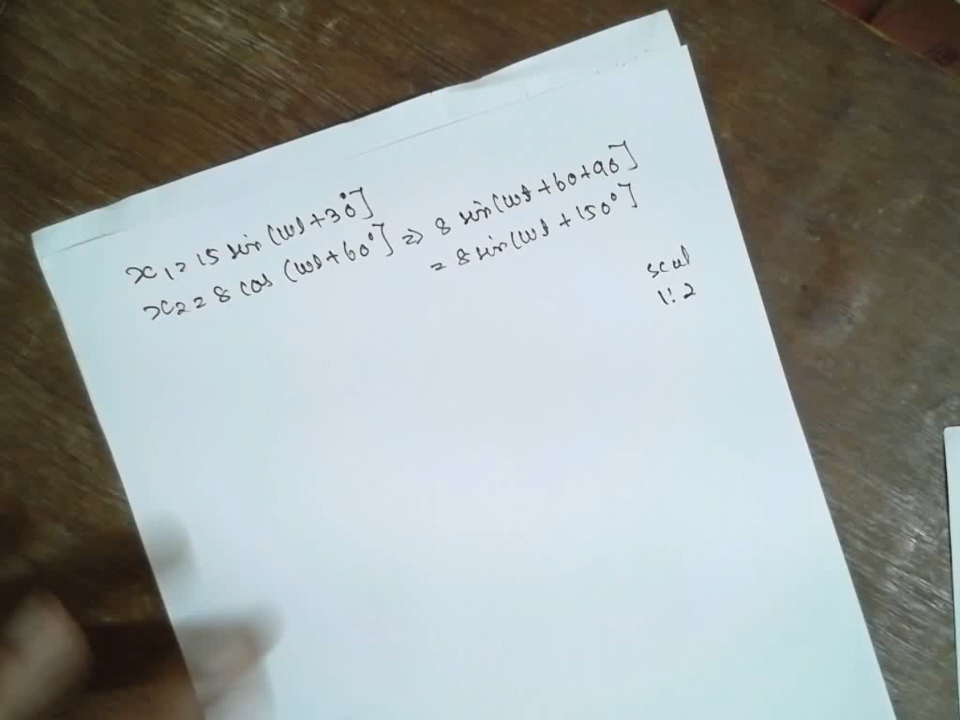 x₁ = 15 sin (ωt + 30°]
x₂ = 8 cos (ωt + 60°] => 8 sin(ωt + 60 + 90°]
= 8 sin(ωt + 150°]
scal
1:2